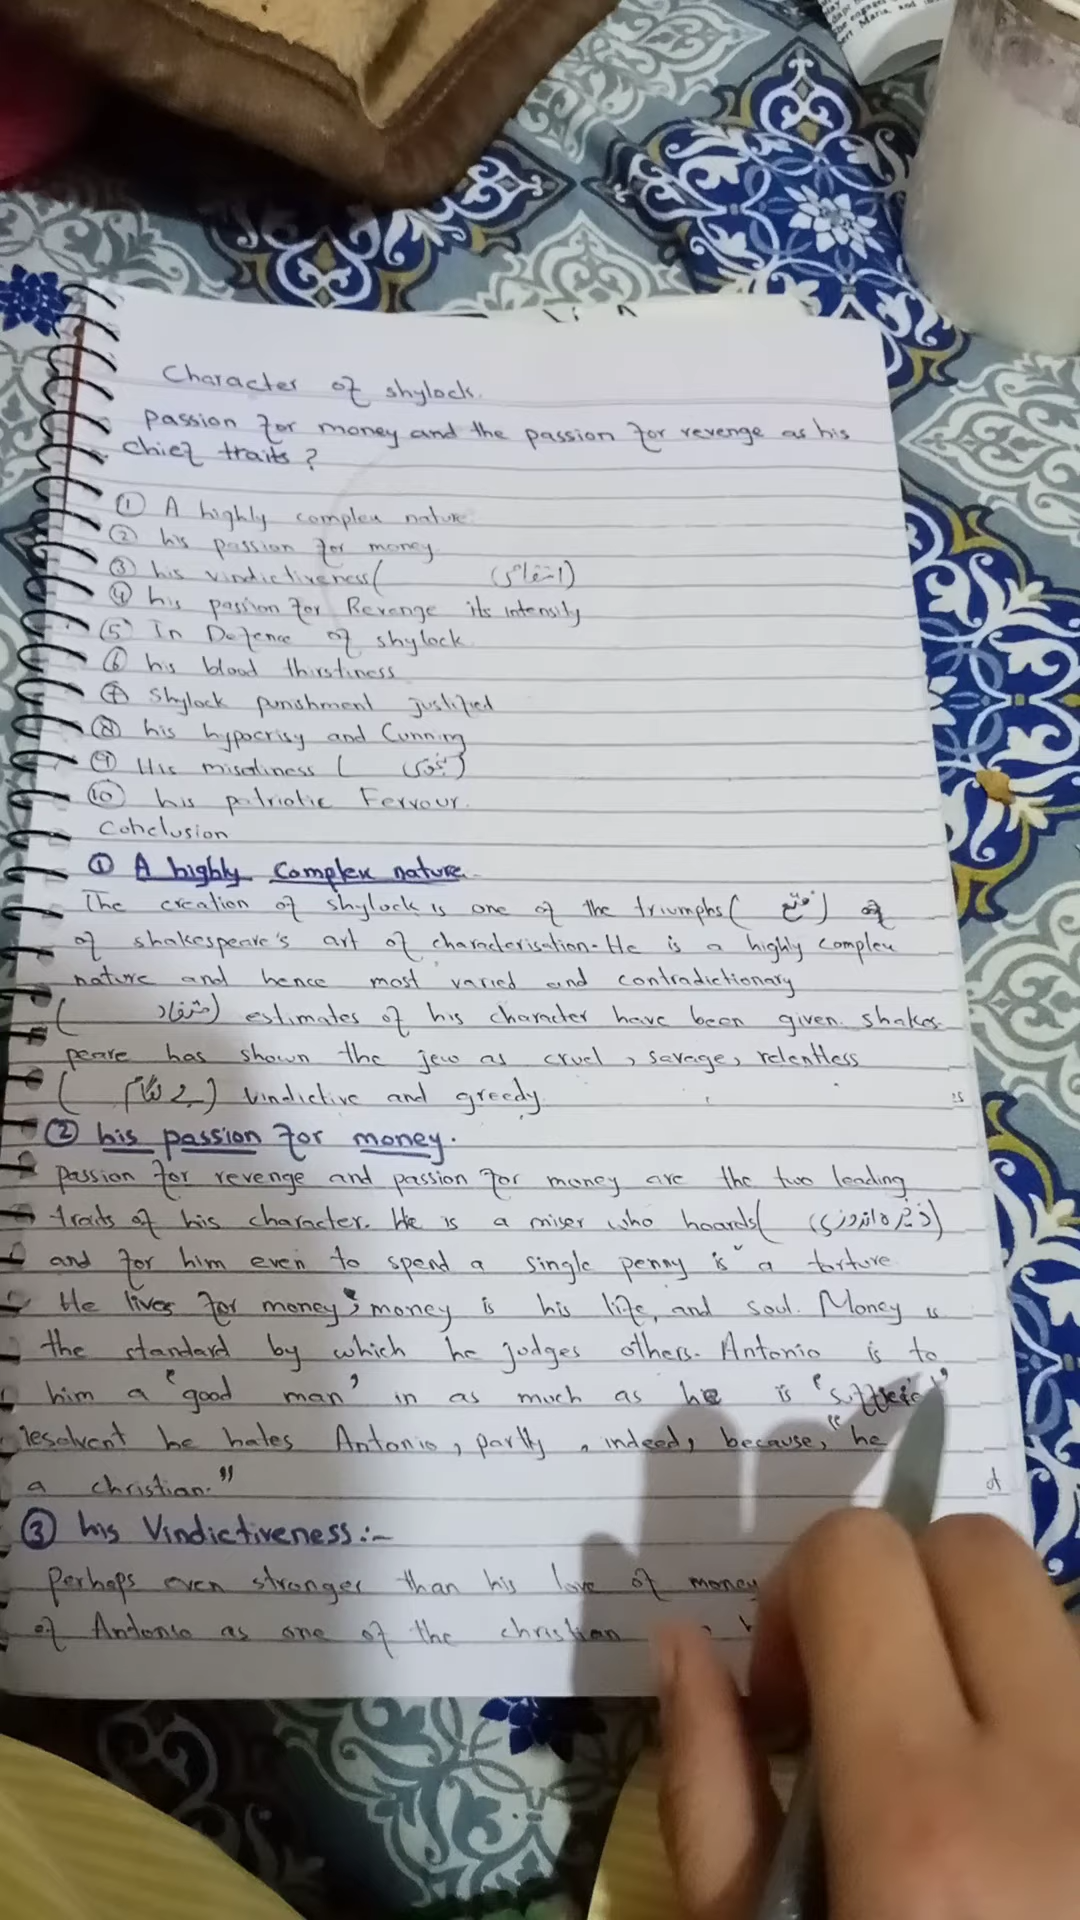 Character of shylock.
passion for money and the passion for revenge as his
chief traits?
① A highly complex nature
② his passion for money
③ his vindictiveness( انتقامی)
④ his passion for Revenge its intensity
⑤ In Defence of shylock
⑥ his blood thirstiness
⑦ Shylock punishment justified
⑧ his hypocrisy and Cunning
⑨ His miserliness ( کنجوسی)
⑩ his patriotic Fervour.
Conclusion
① A highly Complex nature.
The creation of shylock is one of the triumphs( فتح) of
of shakespeare's art of characterisation. He is a highly complex
nature and hence most varied and contradictionary
( متضاد) estimates of his character have been given. shakes-
peare has shown the jew as cruel, savage, relentless
( بے لگام) vindictive and greedy.
② his passion for money.
passion for revenge and passion for money are the two leading
traits of his character. He is a miser who hoards( ذخیرہ اندوزی)
and for him even to spend a single penny is a torture
He lives for money; money is his life, and soul. Money is
the standard by which he judges others. Antonio is to
him a "good man" in as much as he is
he hates Antonio, partly, indeed, because, "he
a christian."
③ his Vindictiveness:-
Perhaps even stronger than his love of money
of Antonio as one of the christian